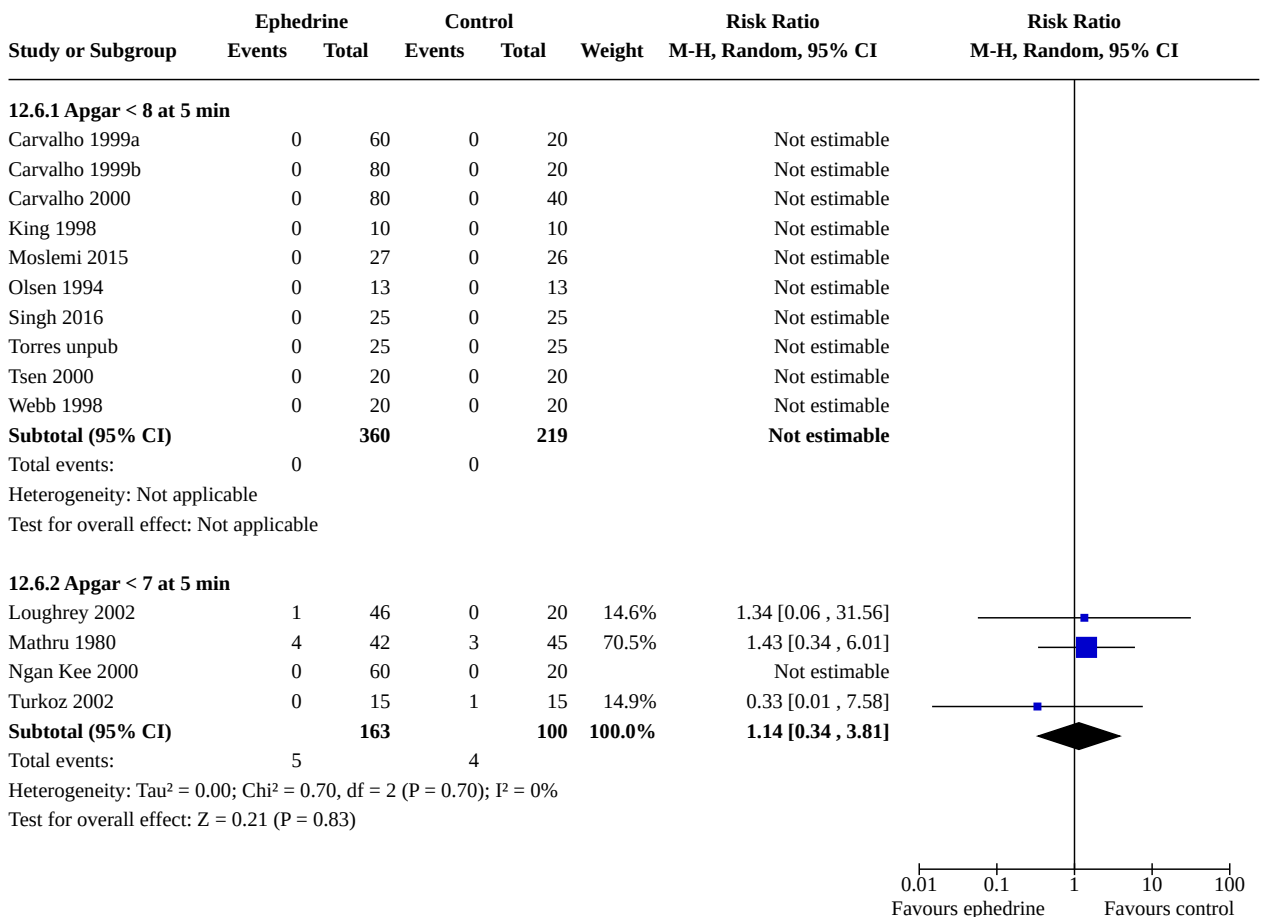 Ephedrine Control Risk Ratio Risk Ratio
Study or Subgroup Events Total Events Total Weight M-H, Random, 95% CI M-H, Random, 95% CI
12.6.1 Apgar < 8 at 5 min
Carvalho 1999a 0 60 0 20 Not estimable
Carvalho 1999b 0 80 0 20 Not estimable
Carvalho 2000 0 80 0 40 Not estimable
King 1998 0 10 0 10 Not estimable
Moslemi 2015 0 27 0 26 Not estimable
Olsen 1994 0 13 0 13 Not estimable
Singh 2016 0 25 0 25 Not estimable
Torres unpub 0 25 0 25 Not estimable
Tsen 2000 0 20 0 20 Not estimable
Webb 1998 0 20 0 20 Not estimable
Subtotal (95% CI) 360 219 Not estimable
Total events: 0 0
Heterogeneity: Not applicable
Test for overall effect: Not applicable
12.6.2 Apgar < 7 at 5 min
Loughrey 2002 1 46 0 20 14.6% 1.34 [0.06 , 31.56]
Mathru 1980 4 42 3 45 70.5% 1.43 [0.34 , 6.01]
Ngan Kee 2000 0 60 0 20 Not estimable
Turkoz 2002 0 15 1 15 14.9% 0.33 [0.01 , 7.58]
Subtotal (95% CI) 163 100 100.0% 1.14 [0.34 , 3.81]
Total events: 5 4
Heterogeneity: Tau² = 0.00; Chi² = 0.70, df = 2 (P = 0.70); I² = 0%
Test for overall effect: Z = 0.21 (P = 0.83)
0.01 0.1 1 10 100
Favours ephedrine Favours control